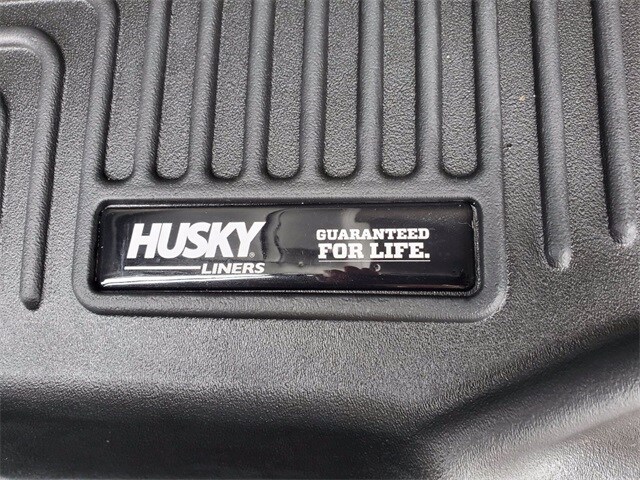 HUSKY
LINERS
GUARANTEED
FOR LIFE.